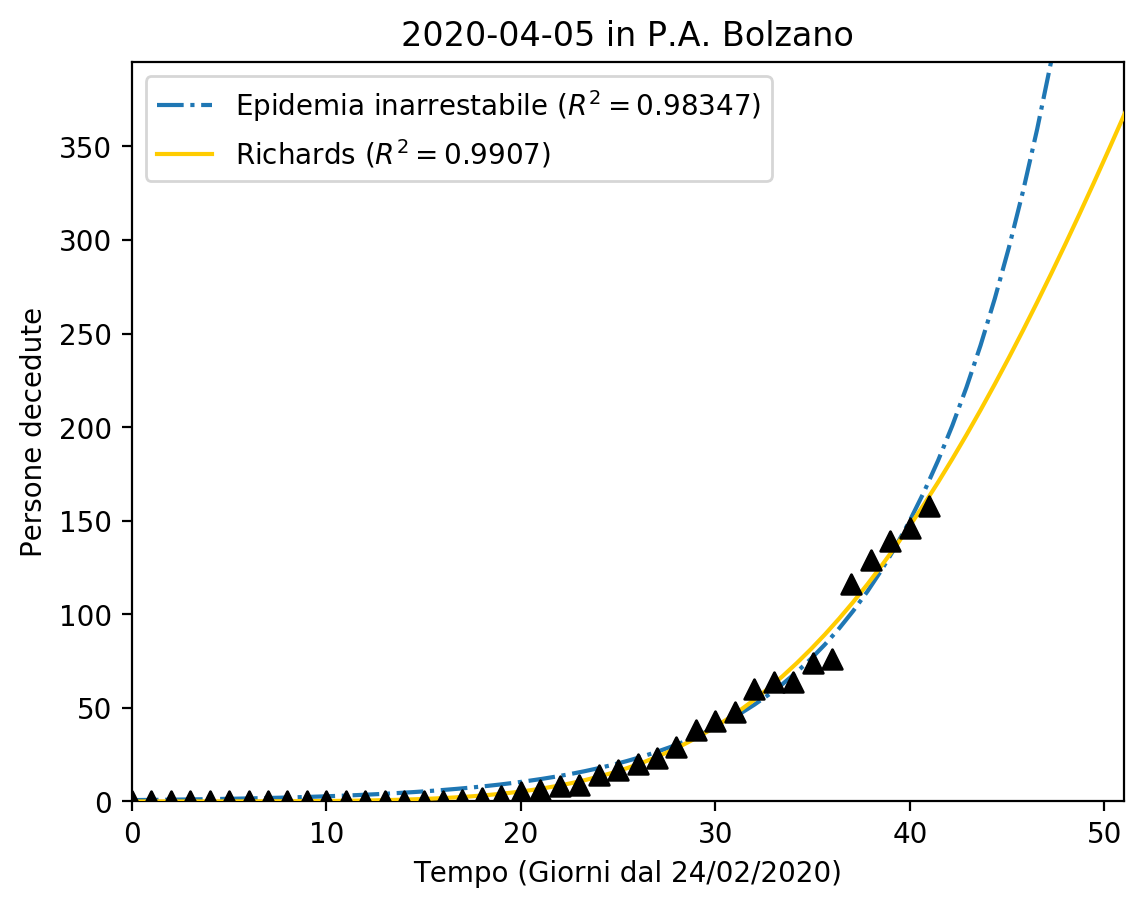 2020-04-05 in P.A. Bolzano
Epidemia inarrestabile (R² = 0.98347)
Richards (R² = 0.9907)
350
300
250
200
150
100
50
0
Persone decedute
0 10 20 30 40 50
Tempo (Giorni dal 24/02/2020)